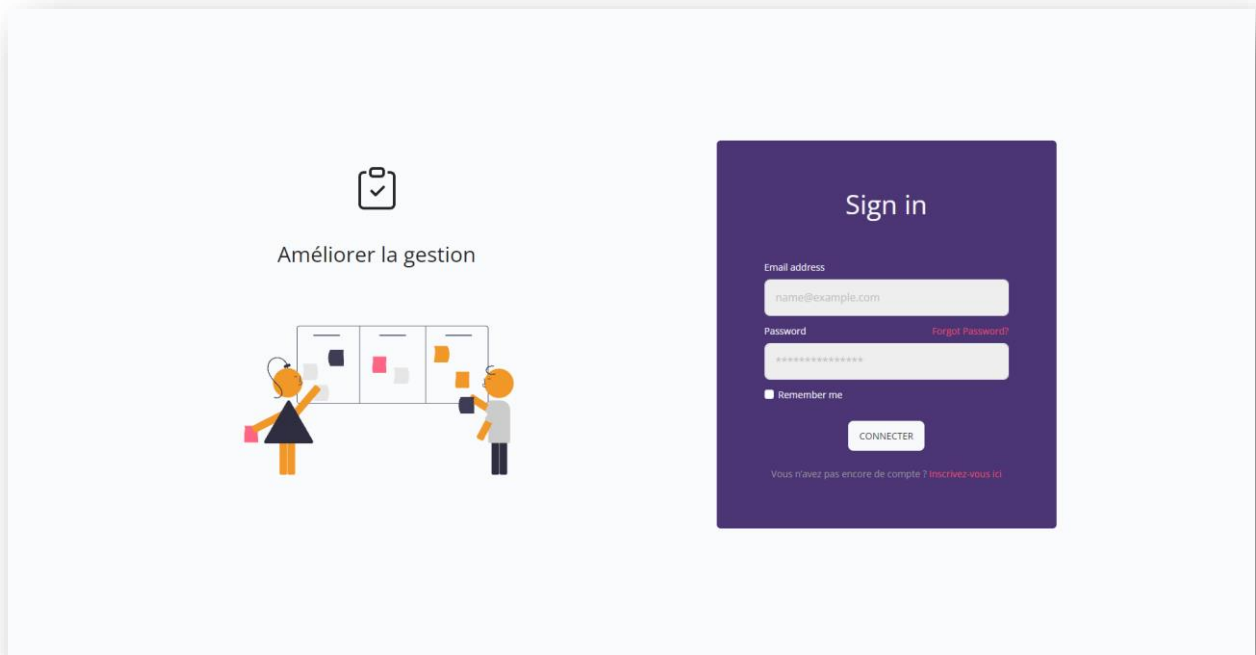 Améliorer la gestion
Sign in
Email address
name@example.com
Password Forgot Password?
***************
Remember me
CONNECTER
Vous n'avez pas encore de compte ? Inscrivez-vous ici